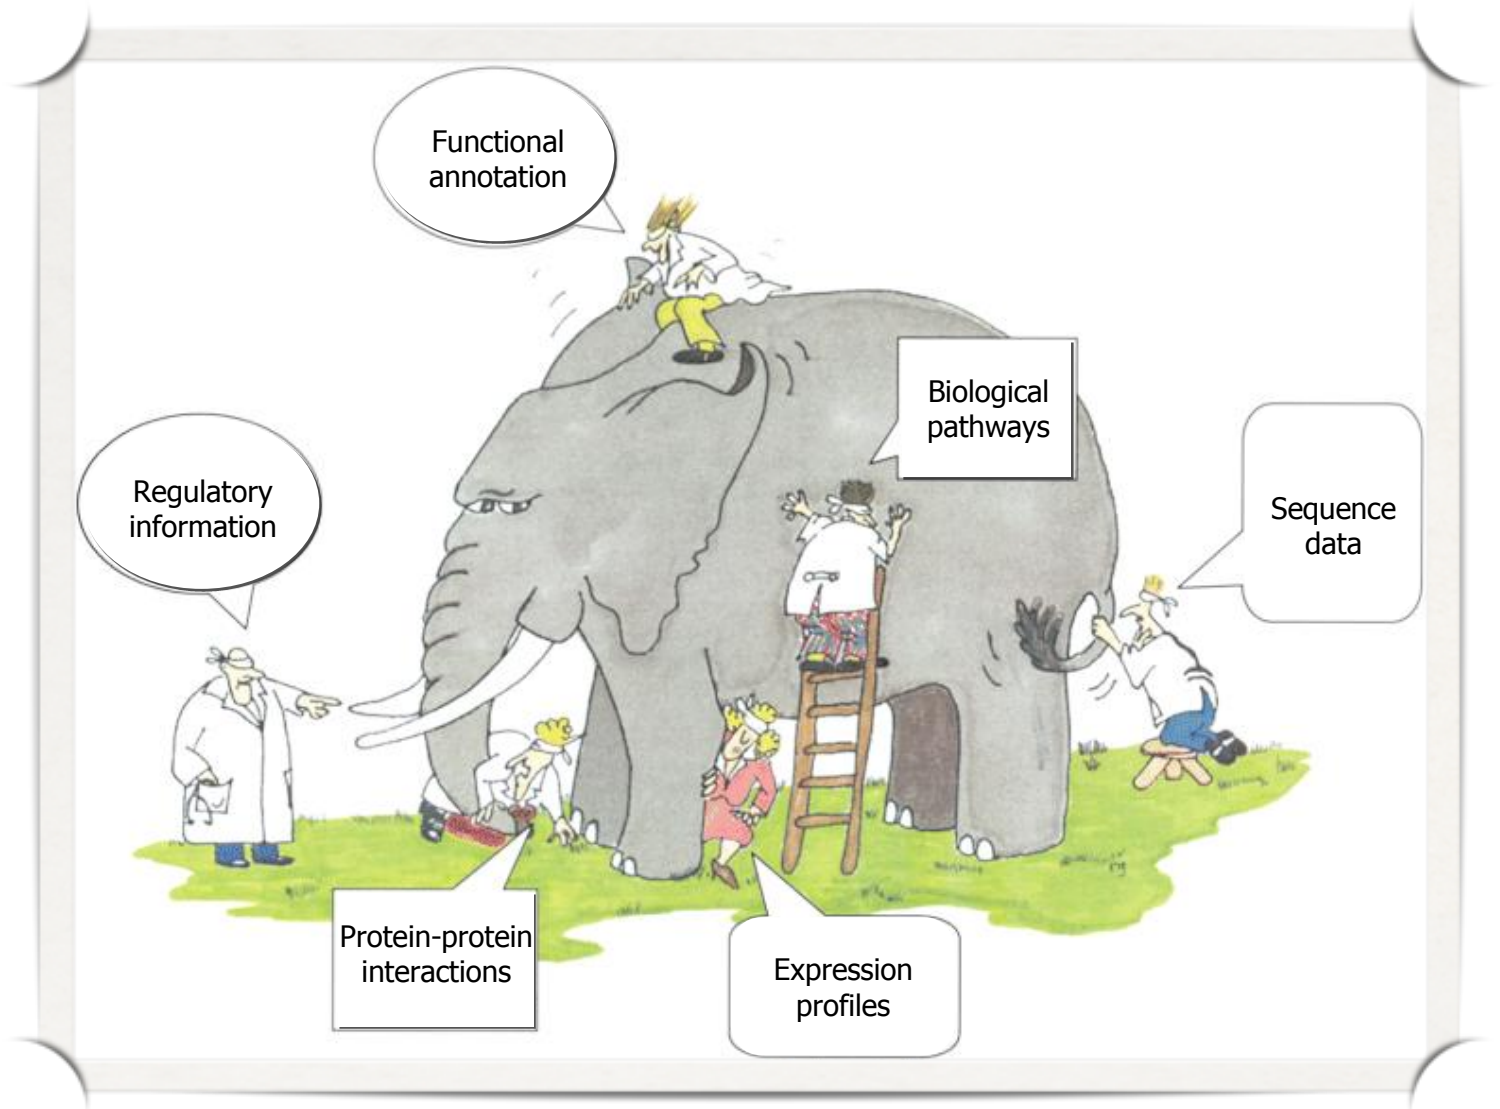 Functional
annotation
Biological
pathways
Regulatory
information
Sequence
data
Protein-protein
interactions
Expression
profiles